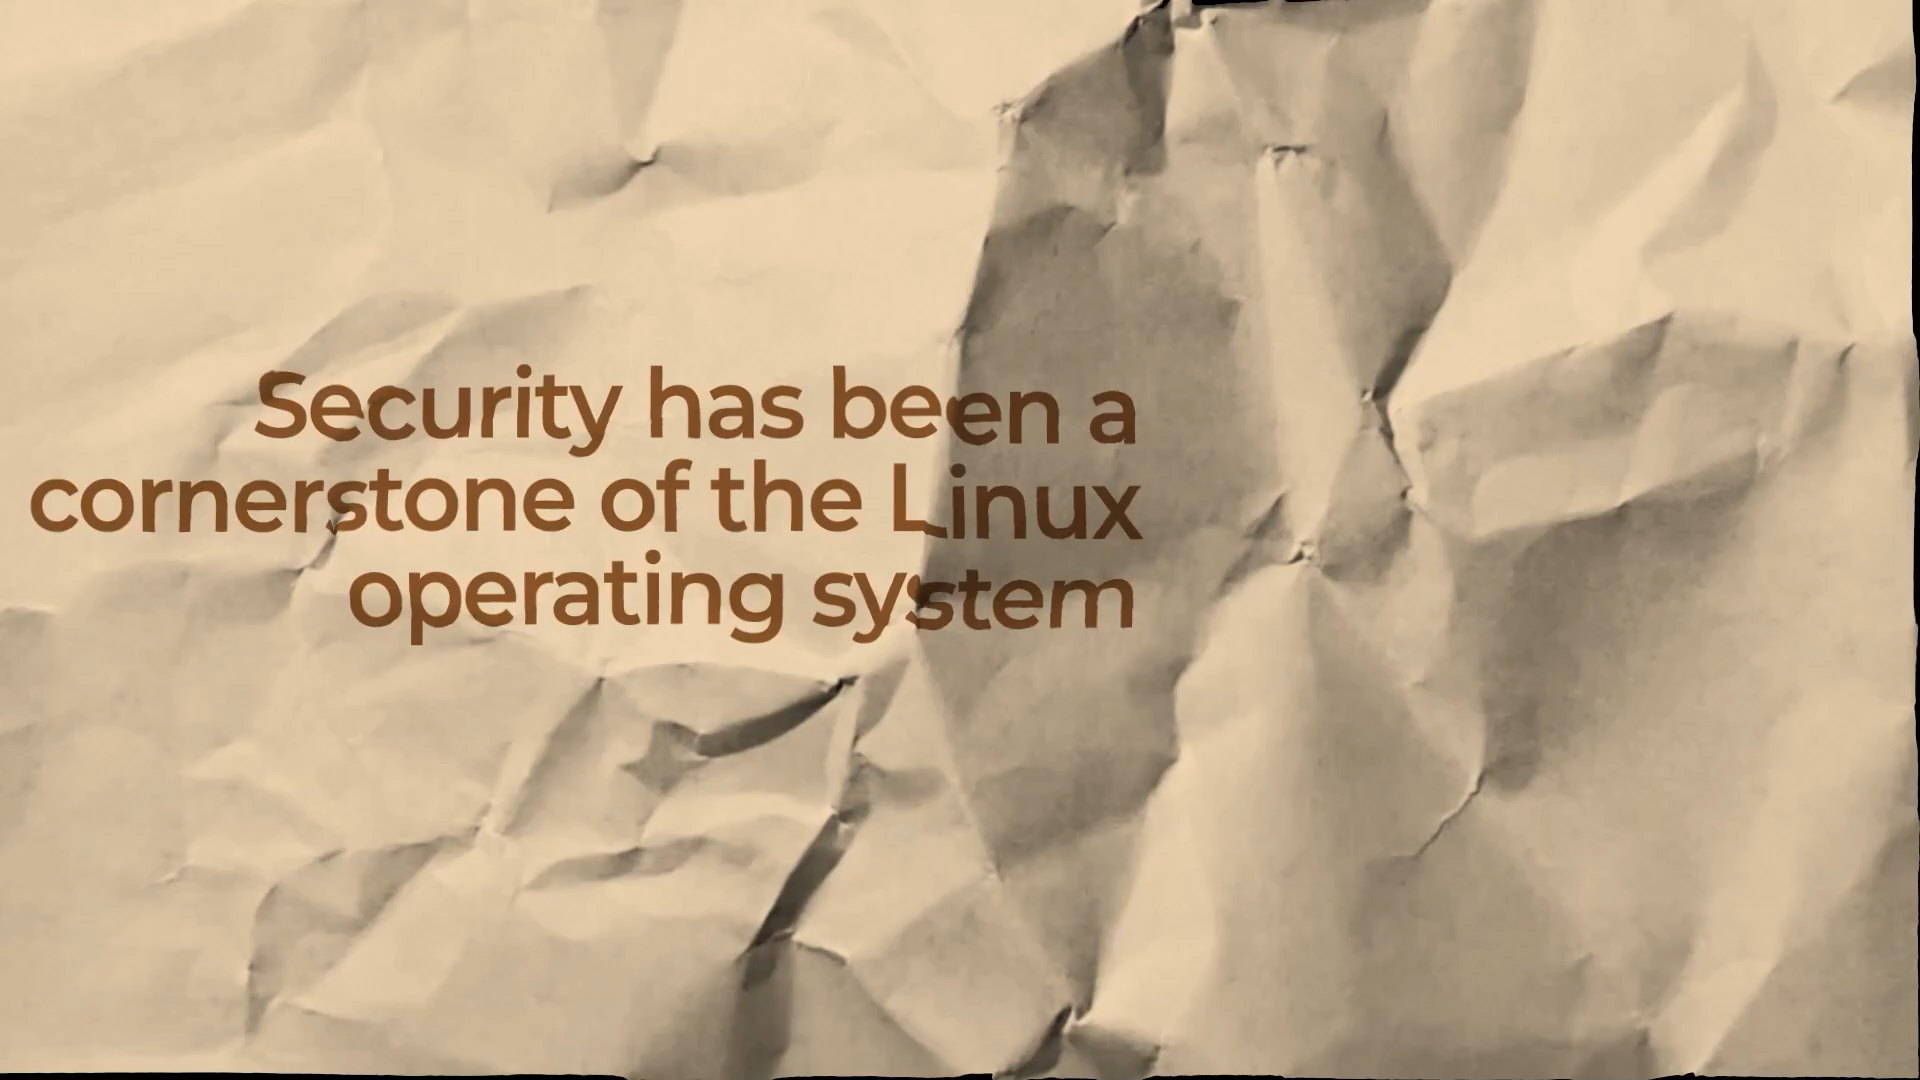 Security has been a
cornerstone of the Linux
operating system